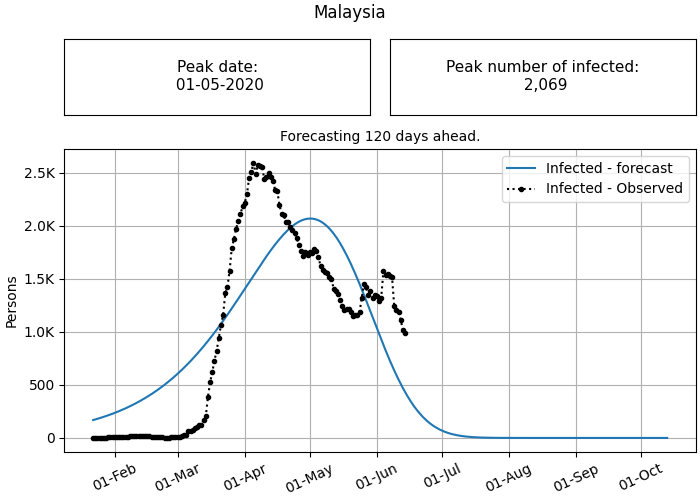 Malaysia
Peak date:
01-05-2020
Peak number of infected:
2,069
Forecasting 120 days ahead.
Infected - forecast
Infected - Observed
2.5K
2.0K
1.5K
1.0K
500
0
Persons
01-Feb
01-Mar
01-Apr
01-May
01-Jun
01-Jul
01-Aug
01-Sep
01-Oct